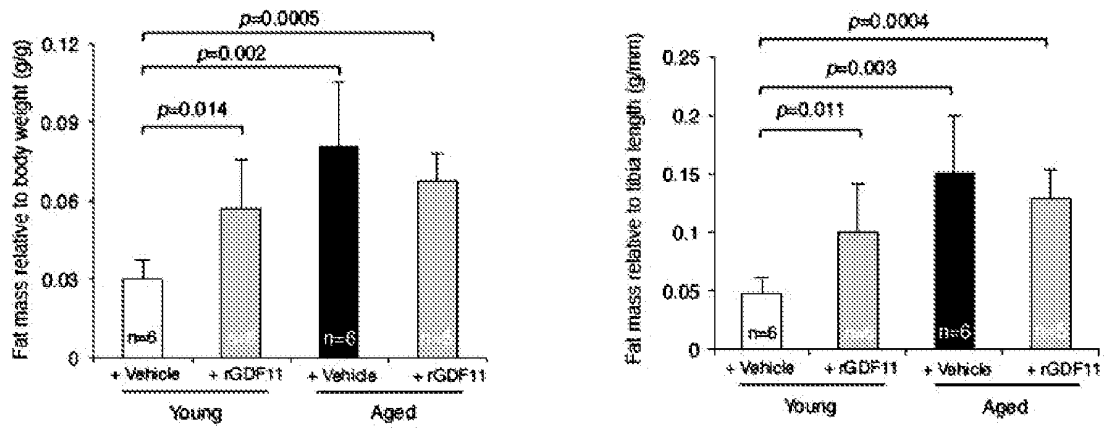 Fat mass relative to body weight (g/g)
0.12
0.09
0.06
0.03
0
p=0.0005
p=0.002
p=0.014
n=6
n=6
+ Vehicle
+ rGDF11
+ Vehicle
+ rGDF11
Young
Aged
Fat mass relative to tibia length (g/mm)
0.25
0.2
0.15
0.1
0.05
0
p=0.0004
p=0.003
p=0.011
n=6
n=6
+ Vehicle
+ rGDF11
+ Vehicle
+ rGDF11
Young
Aged